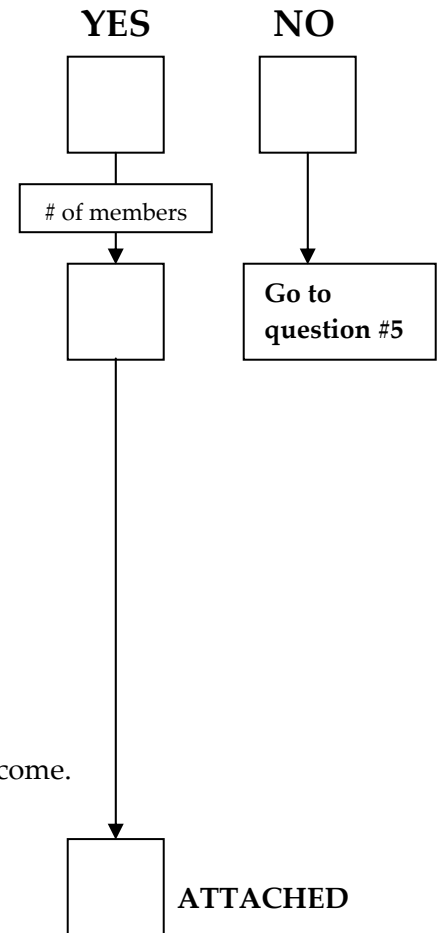 YES NO
# of members
Go to
question #5
come.
ATTACHED